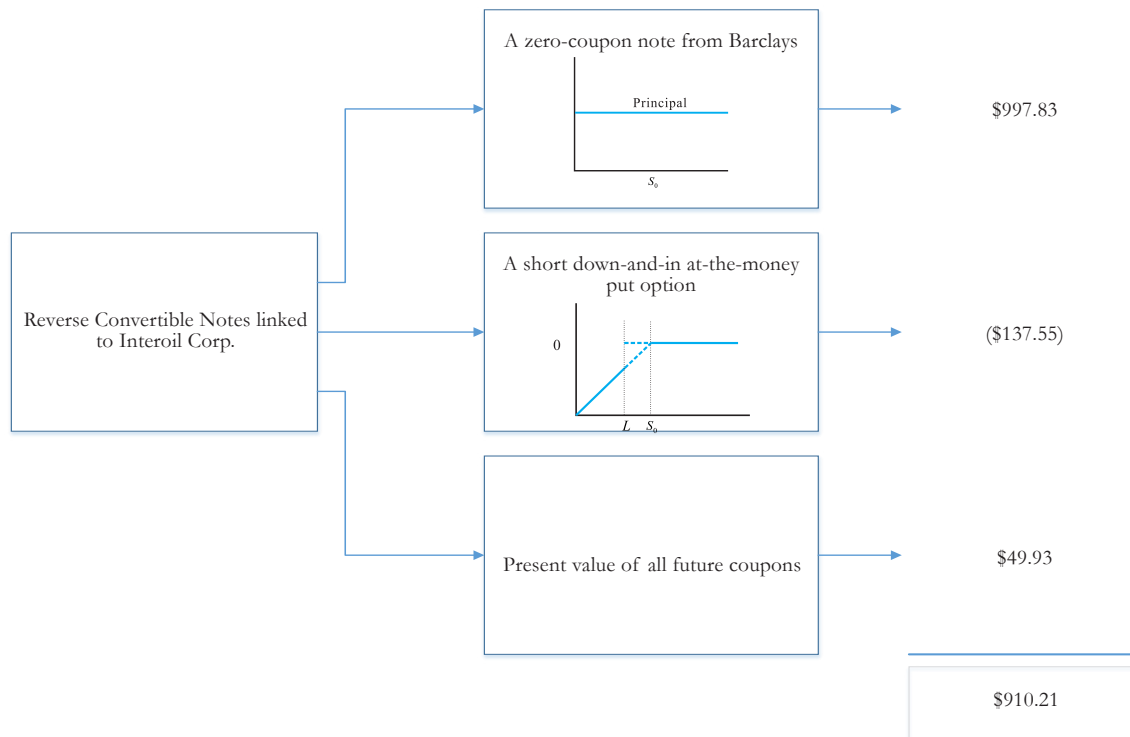 A zero-coupon note from Barclays
Principal
S₀
$997.83
Reverse Convertible Notes linked
to Interoil Corp.
A short down-and-in at-the-money
put option
0
L S₀
($137.55)
Present value of all future coupons
$49.93
$910.21